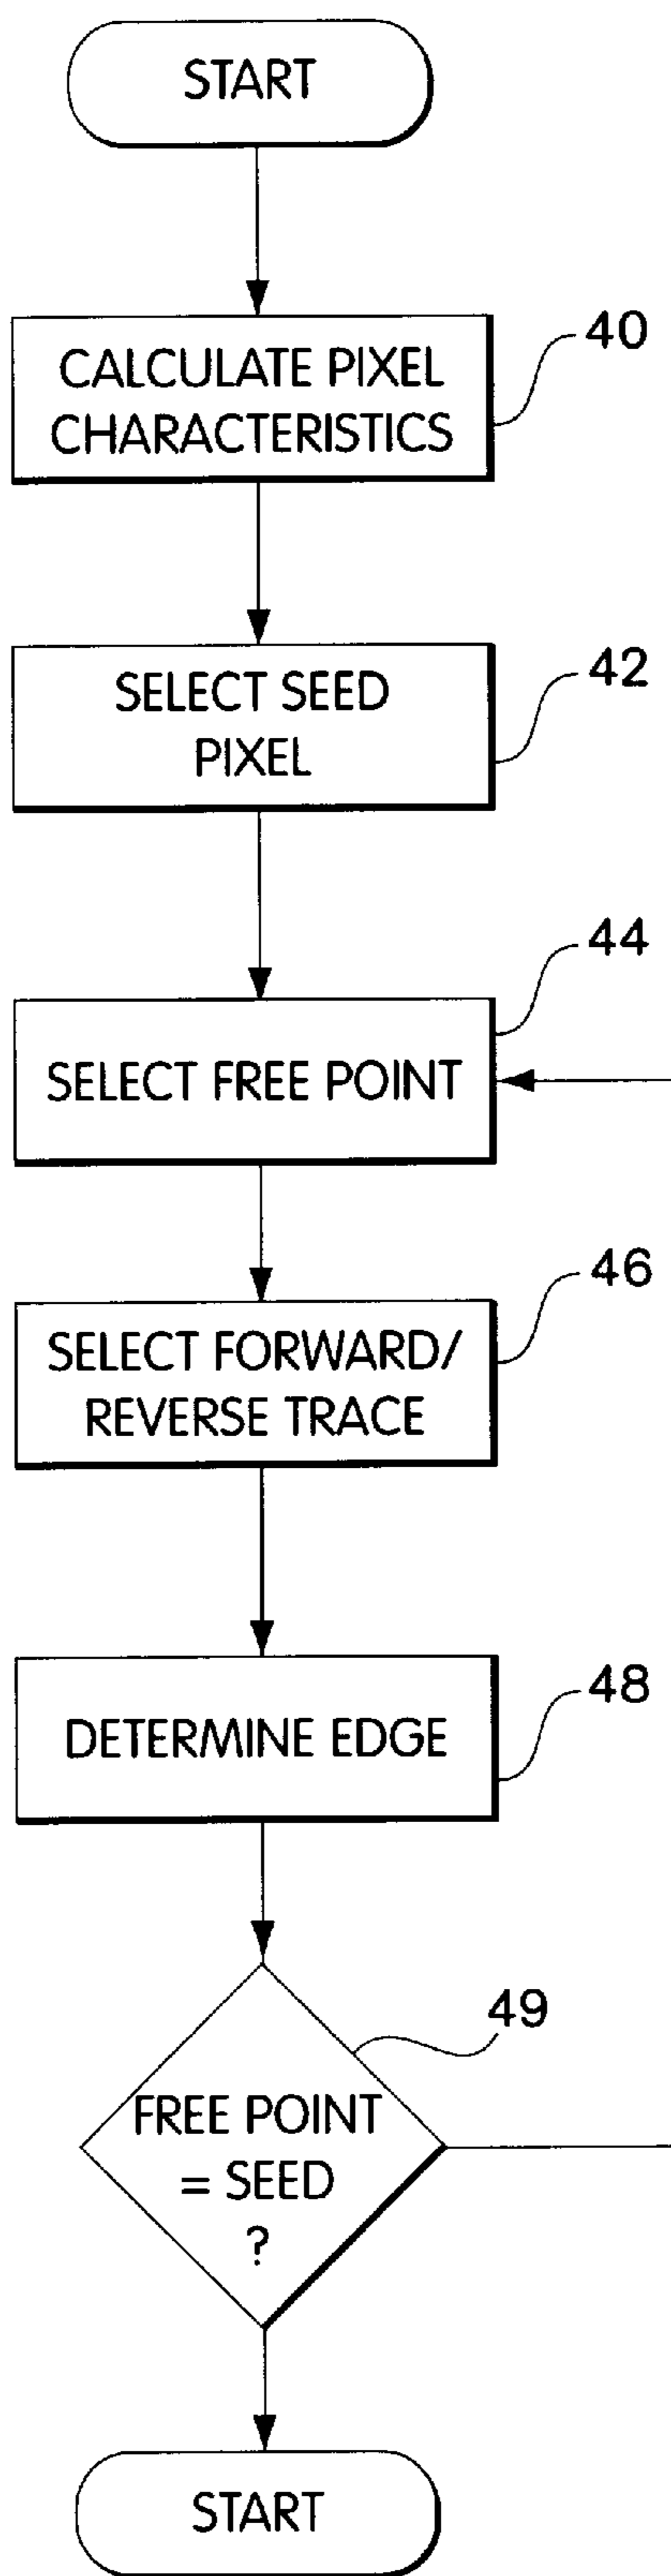 START
40
CALCULATE PIXEL
CHARACTERISTICS
42
SELECT SEED
PIXEL
44
SELECT FREE POINT
46
SELECT FORWARD/
REVERSE TRACE
48
DETERMINE EDGE
49
FREE POINT
= SEED
?
START